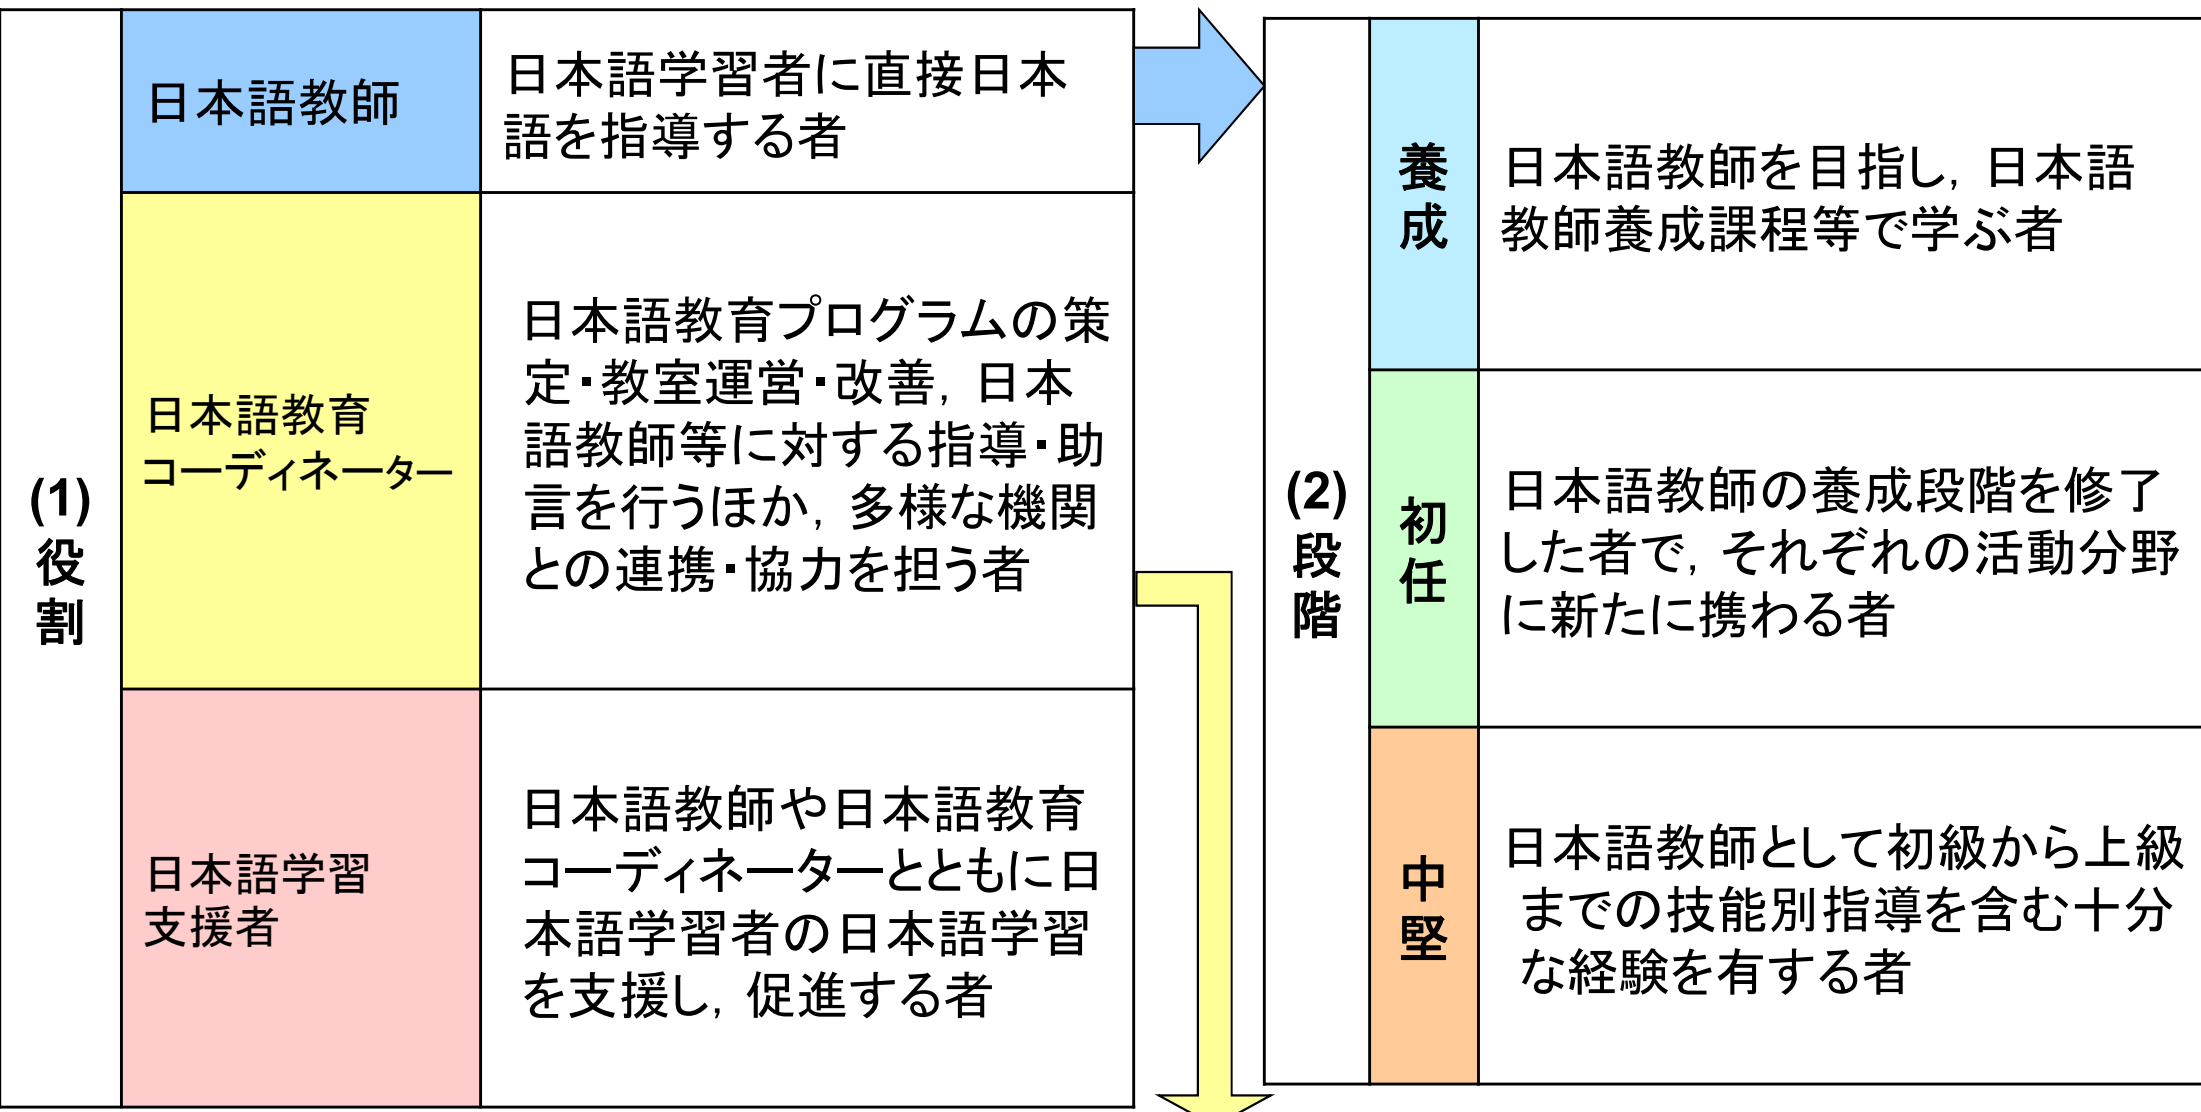 (1)
役
割
日本語教師
日本語学習者に直接日本
語を指導する者
日本語教育
コーディネーター
日本語教育プログラムの策
定・教室運営・改善，日本
語教師等に対する指導・助
言を行うほか，多様な機関
との連携・協力を担う者
日本語学習
支援者
日本語教師や日本語教育
コーディネーターとともに日
本語学習者の日本語学習
を支援し，促進する者
(2)
段
階
養
成
日本語教師を目指し，日本語
教師養成課程等で学ぶ者
初
任
日本語教師の養成段階を修了
した者で，それぞれの活動分野
に新たに携わる者
中
堅
日本語教師として初級から上級
までの技能別指導を含む十分
な経験を有する者